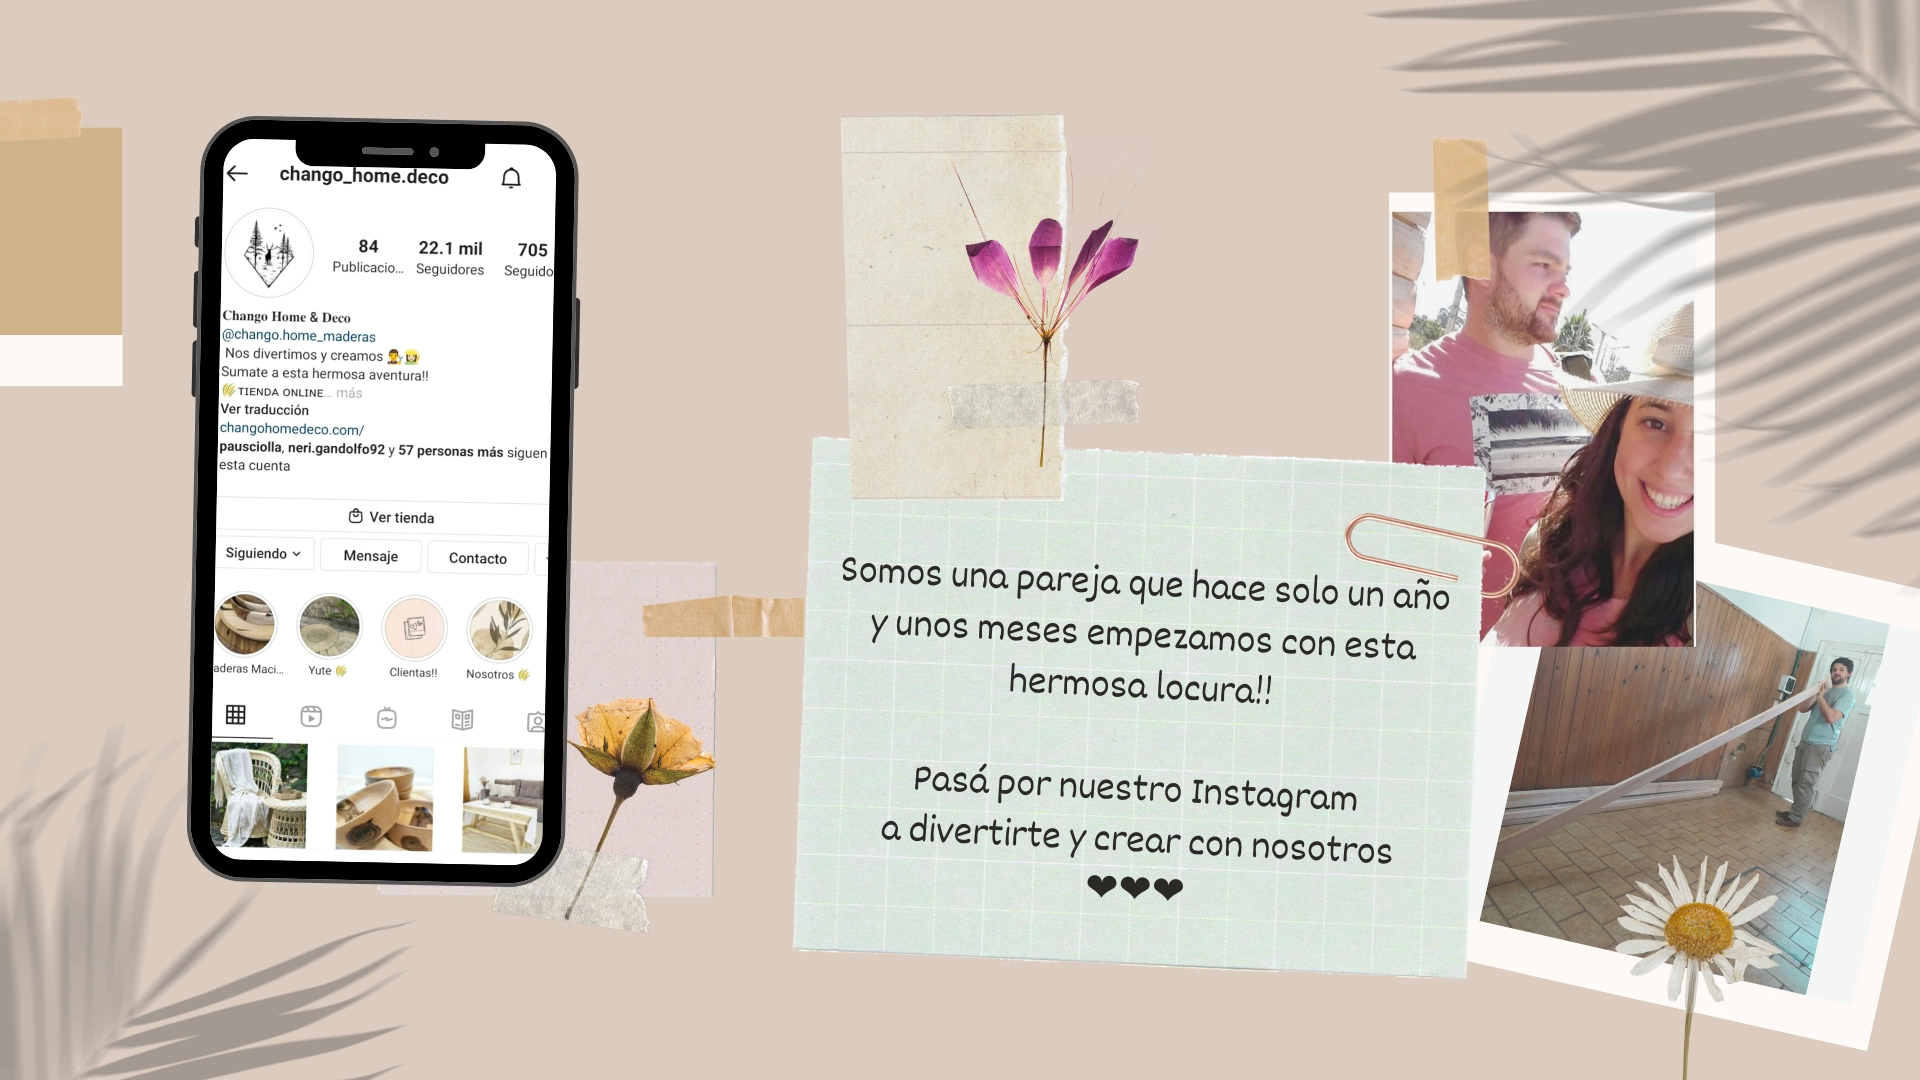 chango_home.deco
84
22.1 mil
705
Publicacio...
Seguidores
Seguido
Chango Home & Deco
@chango.home_maderas
Nos divertimos y creamos 👨‍🎨👷‍♀️
Sumate a esta hermosa aventura!!
🌾TIENDA ONLINE... más
Ver traducción
changohomedeco.com/
pausciolla, neri.gandolfo92 y 57 personas más siguen
esta cuenta
Ver tienda
Siguiendo
Mensaje
Contacto
aderas Maci...
Yute 🌾
Clientas!!
Nosotros 🌾
Somos una pareja que hace solo un año
y unos meses empezamos con esta
hermosa locura!!
Pasá por nuestro Instagram
a divertirte y crear con nosotros
❤❤❤